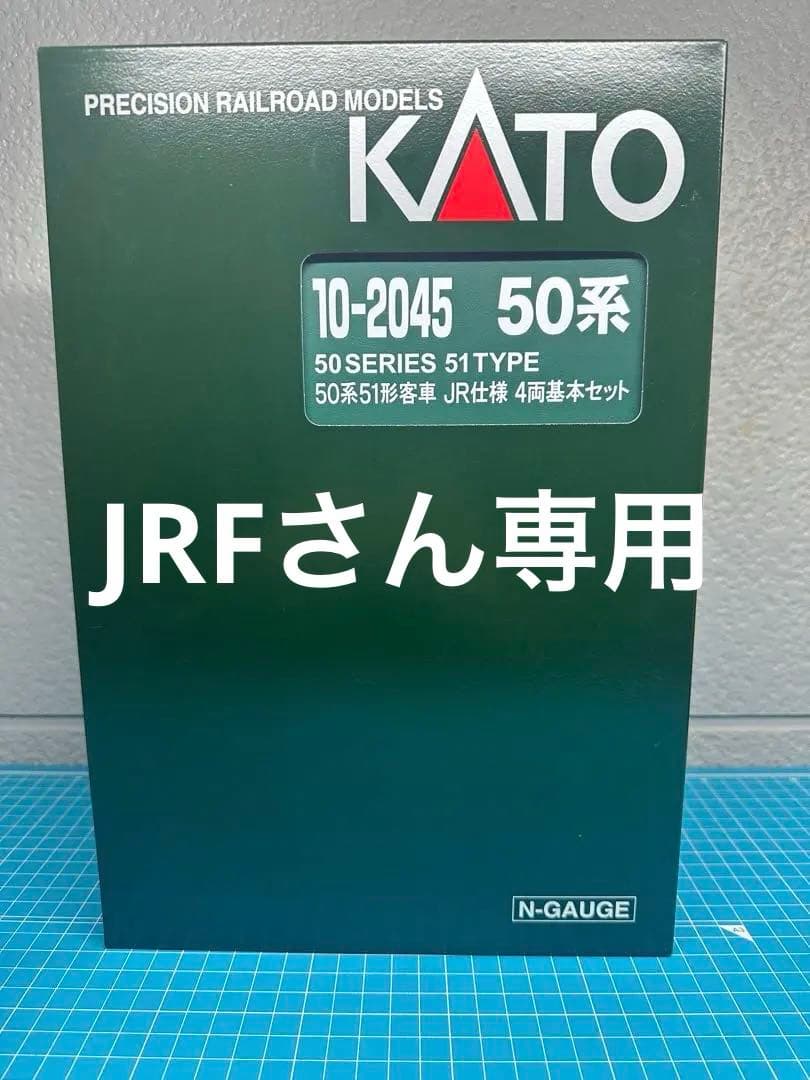 PRECISION RAILROAD MODELS
KATO
10-2045 50系
50 SERIES 51 TYPE
50系51形客車 JR仕様 4両基本セット
JRFさん専用
N-GAUGE